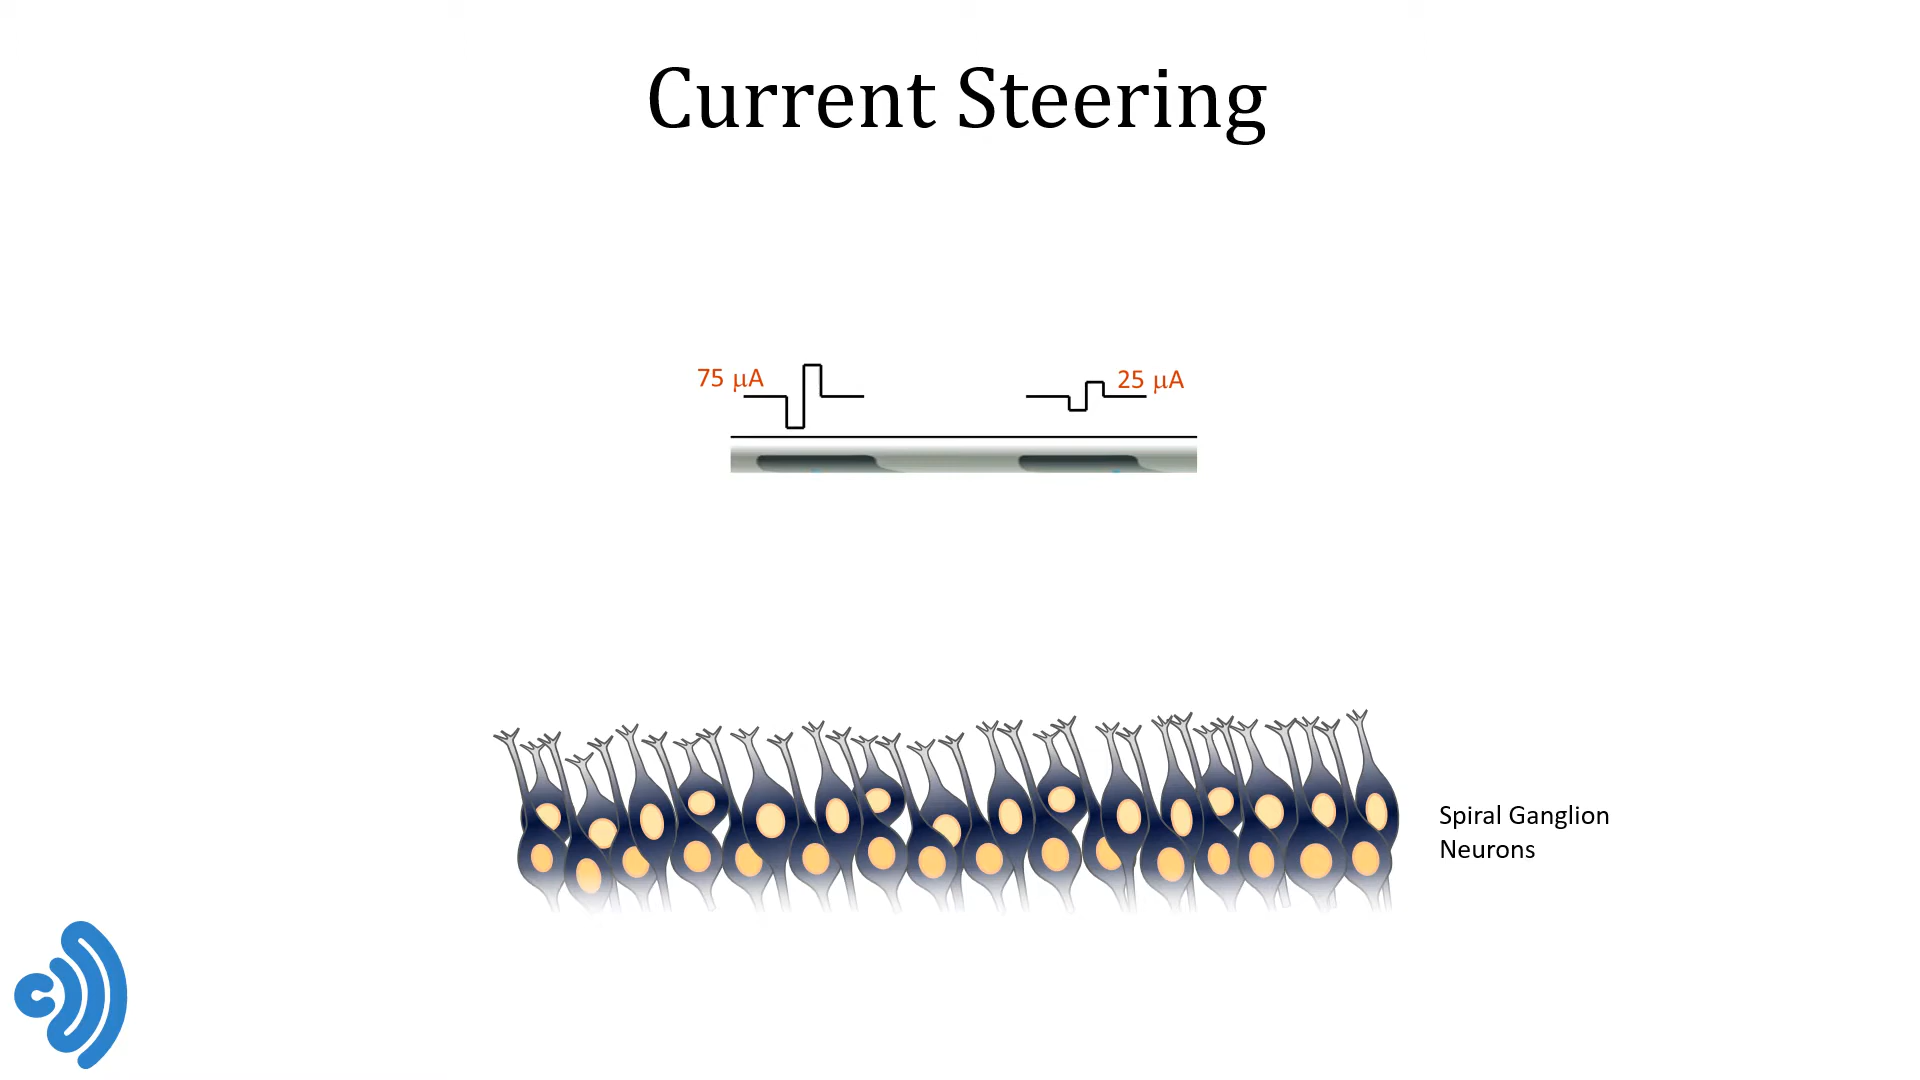 Current Steering
75 μA
25 μA
Spiral Ganglion
Neurons